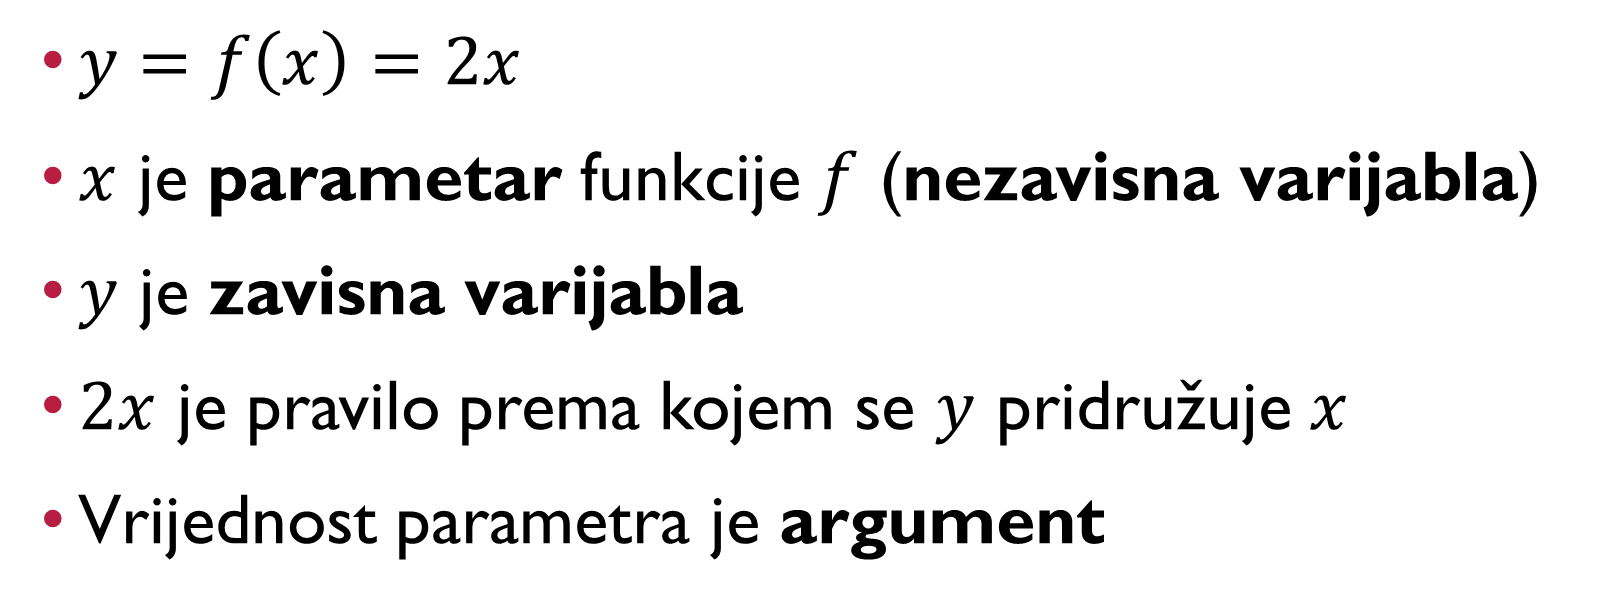 • y = f(x) = 2x
• x je parametar funkcije f (nezavisna varijabla)
• y je zavisna varijabla
• 2x je pravilo prema kojem se y pridružuje x
• Vrijednost parametra je argument